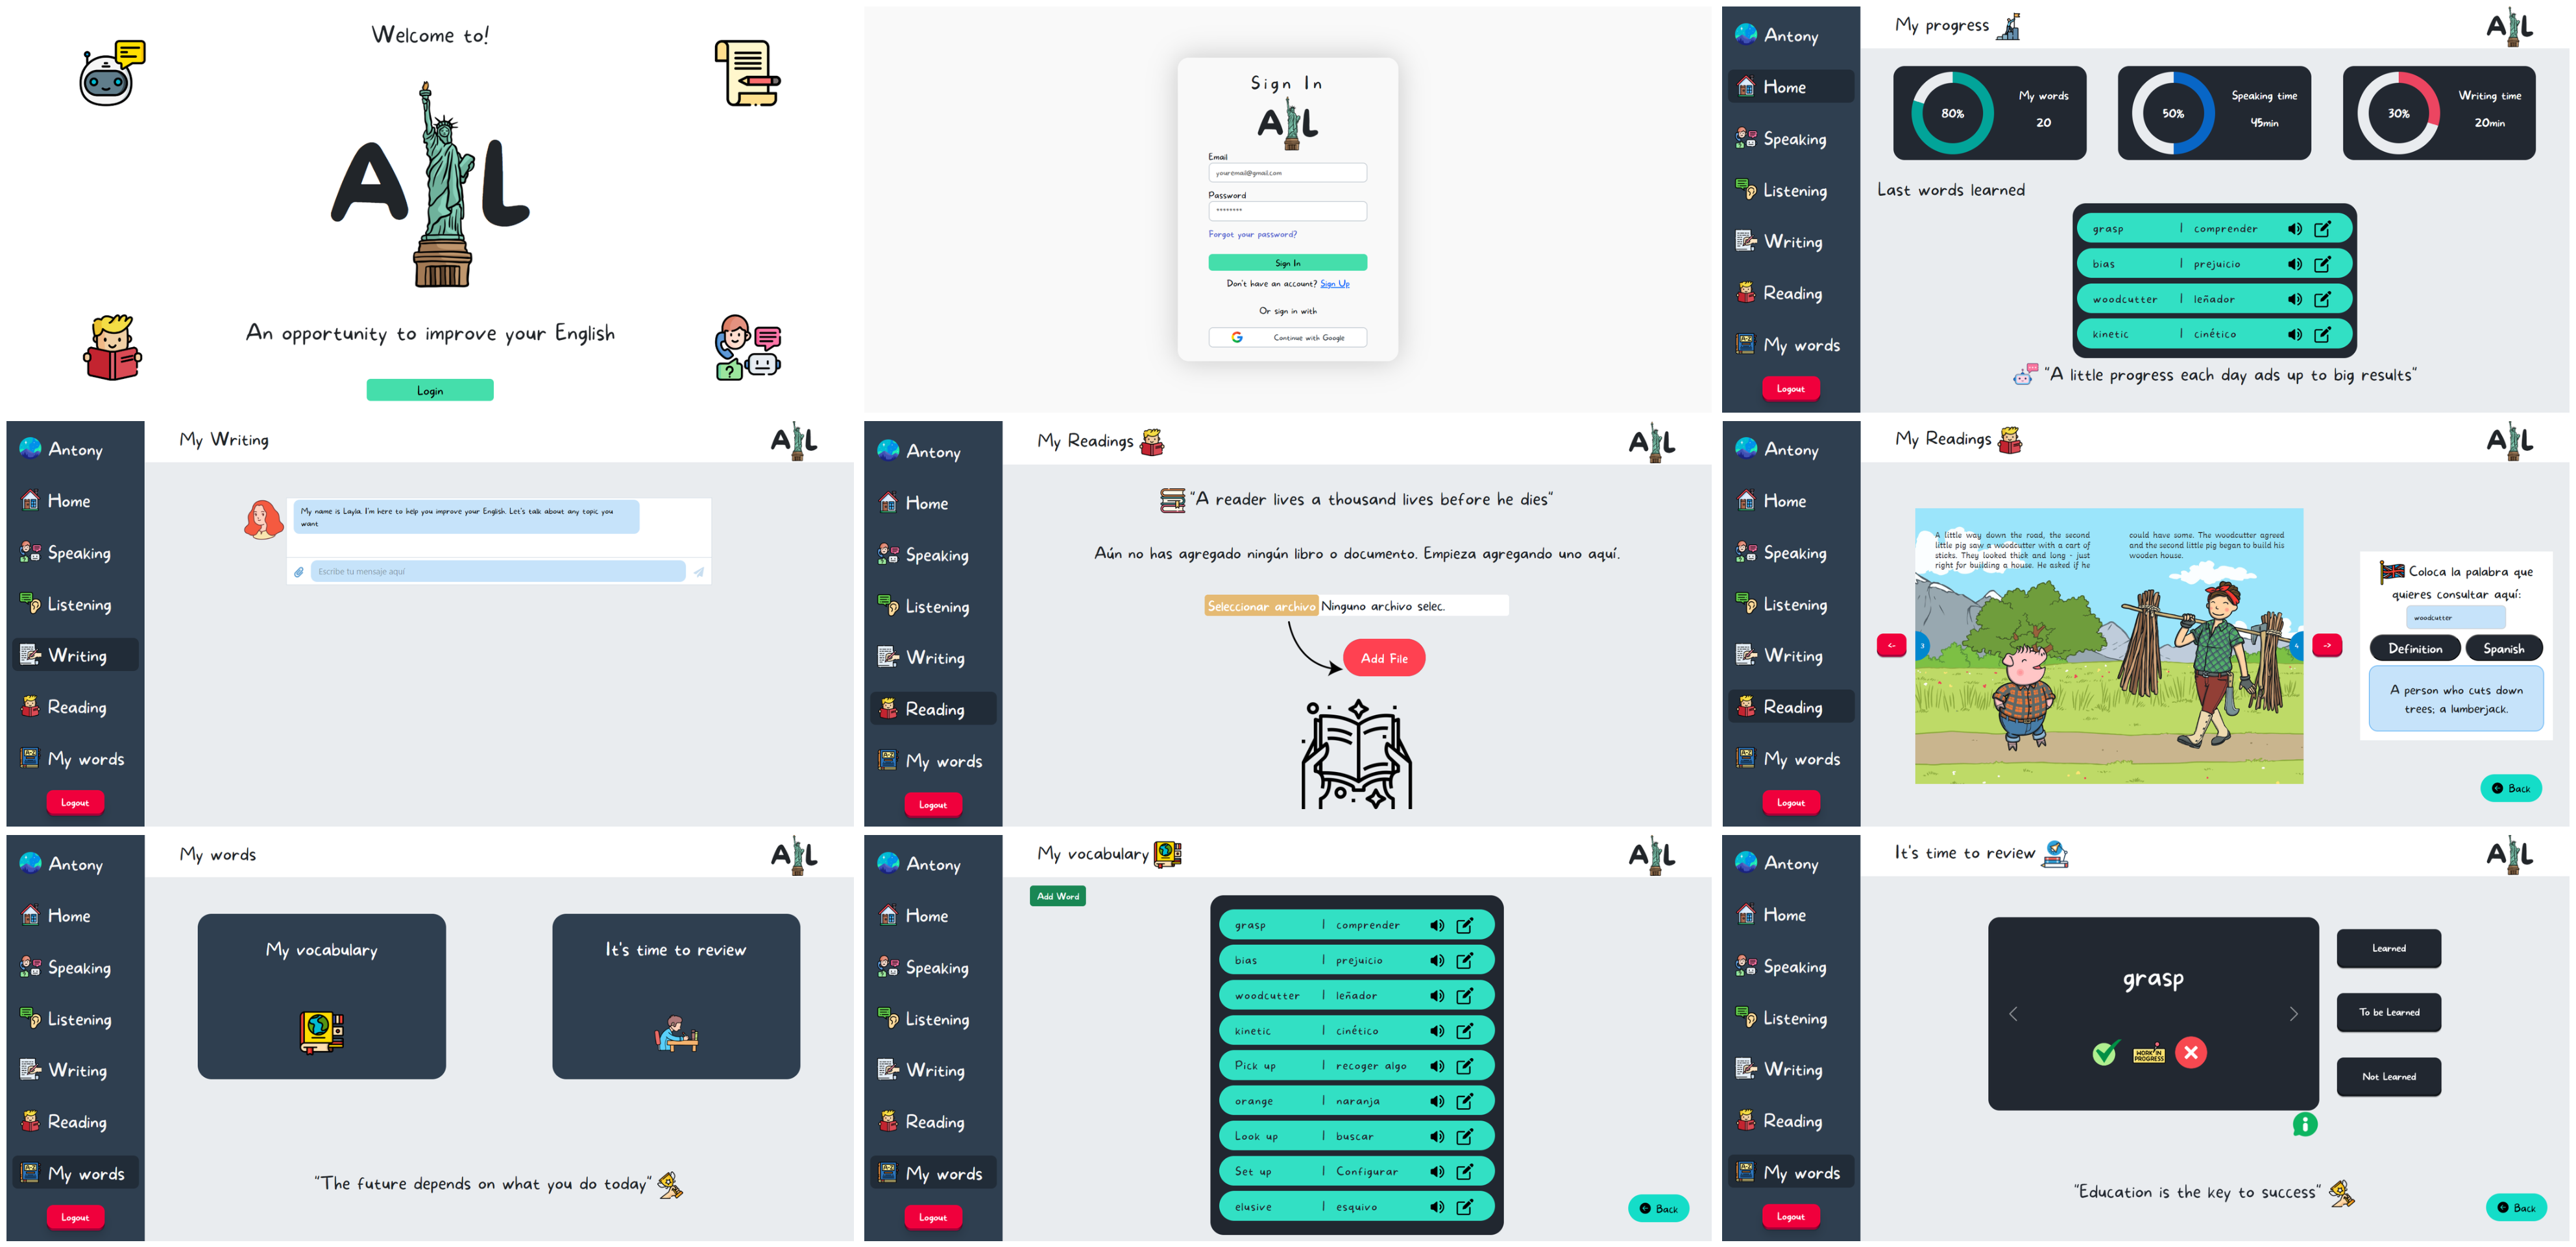 Welcome to!
A L
An opportunity to improve your English
Login
Sign In
A L
Email
youremail@gmail.com
Password
********
Forgot your password?
Sign In
Don't have an account? Sign Up
Or sign in with
Continue with Google
Antony
Home
Speaking
Listening
Writing
Reading
My words
Logout
My progress
A L
80%
My words
20
50%
Speaking time
45min
30%
Writing time
20min
Last words learned
grasp | comprender
bias | prejuicio
woodcutter | leñador
kinetic | cinético
"A little progress each day ads up to big results"
Antony
Home
Speaking
Listening
Writing
Reading
My words
Logout
My Writing
A L
My name is Layla. I'm here to help you improve your English. Let's talk about any topic you
want
Escribe tu mensaje aquí
Antony
Home
Speaking
Listening
Writing
Reading
My words
Logout
My Readings
A L
"A reader lives a thousand lives before he dies"
Aún no has agregado ningún libro o documento. Empieza agregando uno aquí.
Seleccionar archivo Ninguno archivo selec.
Add File
Antony
Home
Speaking
Listening
Writing
Reading
My words
Logout
My Readings
A L
A little way down the road, the second
little pig saw a woodcutter with a cart of
sticks. They looked thick and long - just
right for building a house. He asked if he
could have some. The woodcutter agreed
and the second little pig began to build his
wooden house.
<-
3
4
->
Coloca la palabra que
quieres consultar aquí:
woodcutter
Definition
Spanish
A person who cuts down
trees; a lumberjack.
Back
Antony
Home
Speaking
Listening
Writing
Reading
A-Z
My words
Logout
My words
A L
My vocabulary
It's time to review
"The future depends on what you do today"
Antony
Home
Speaking
Listening
Writing
Reading
A-Z
My words
Logout
My vocabulary
A L
Add Word
grasp | comprender
bias | prejuicio
woodcutter | leñador
kinetic | cinético
Pick up | recoger algo
orange | naranja
Look up | buscar
Set up | Configurar
elusive | esquivo
Back
Antony
Home
Speaking
Listening
Writing
Reading
A-Z
My words
Logout
It's time to review
A L
grasp
WORK IN
PROGRESS
Learned
To be Learned
Not Learned
"Education is the key to success"
Back